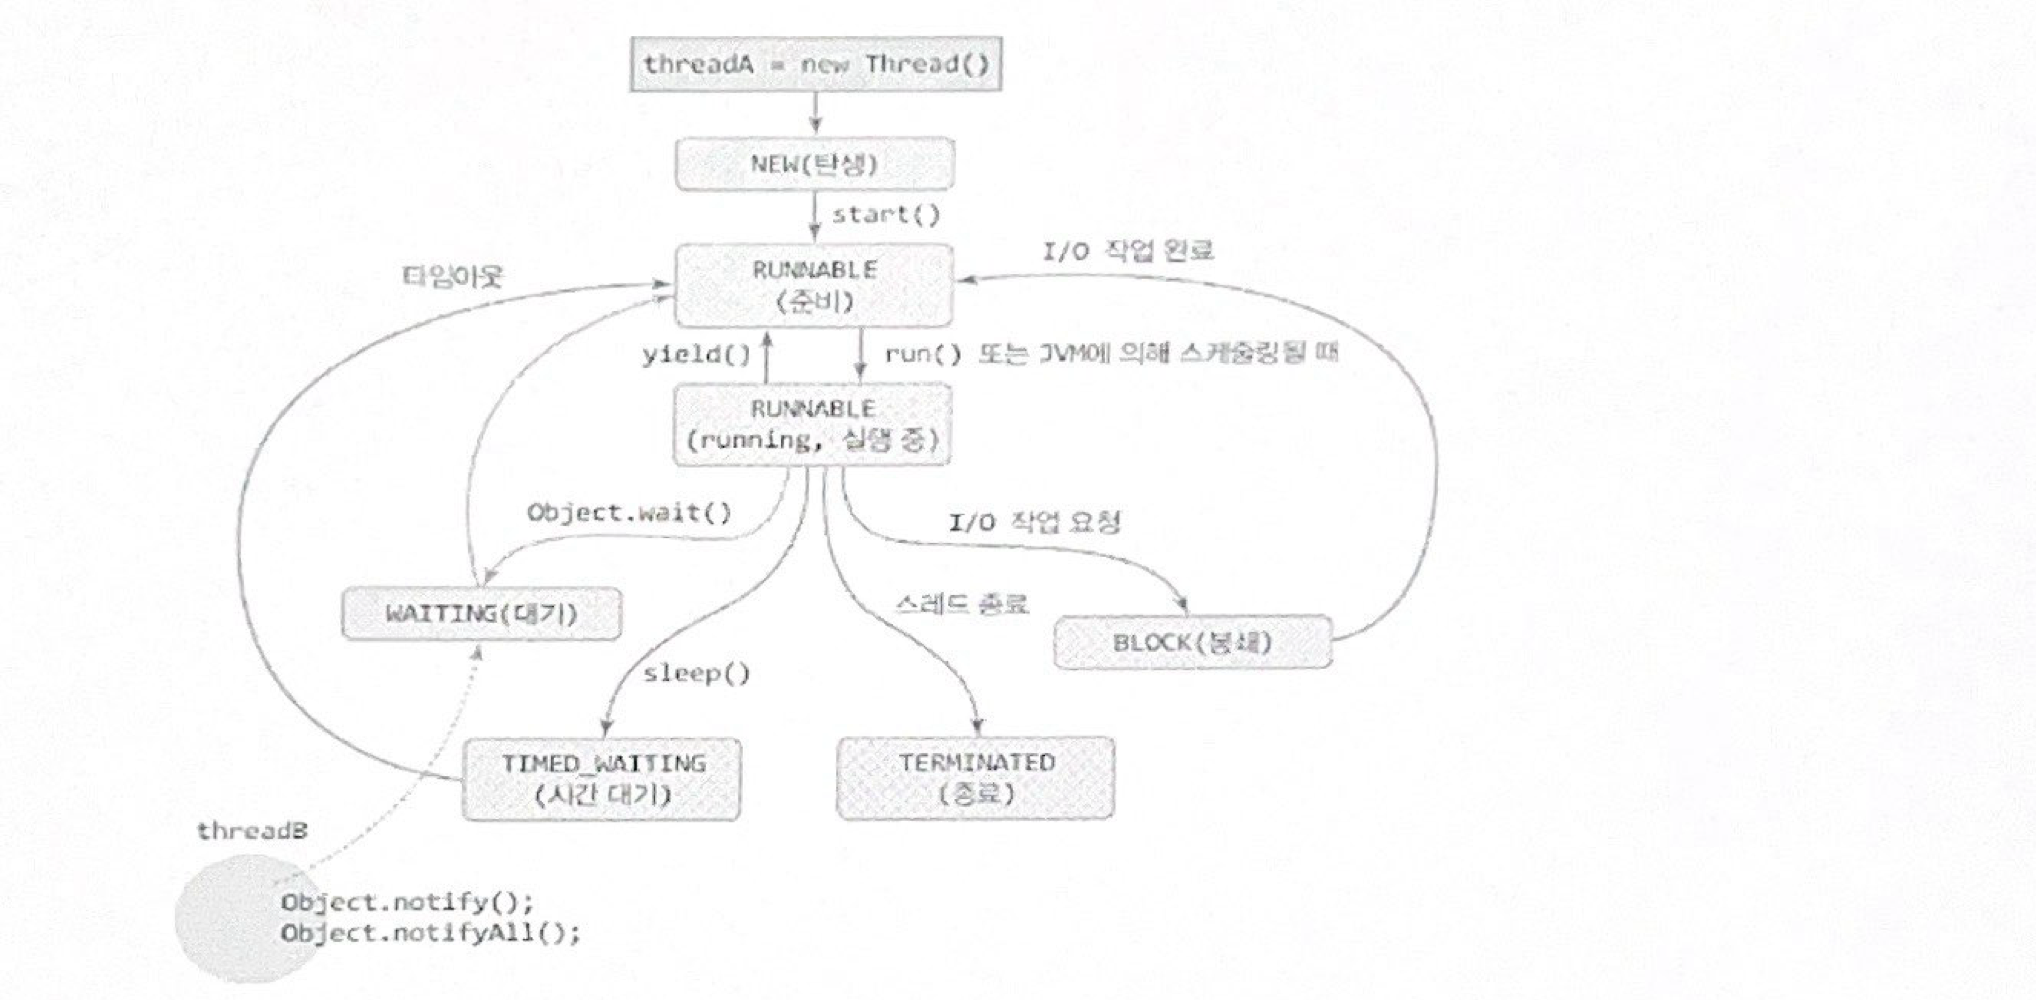 threadA = new Thread()
NEW(탄생)
start()
RUNNABLE
(준비)
타임아웃
I/O 작업 완료
yield()
run() 또는 JVM에 의해 스케줄링될 때
RUNNABLE
(running, 실행 중)
Object.wait()
I/O 작업 요청
WAITING(대기)
스레드 종료
BLOCK(봉쇄)
sleep()
TIMED_WAITING
(시간 대기)
TERMINATED
(종료)
threadB
Object.notify();
Object.notifyAll();